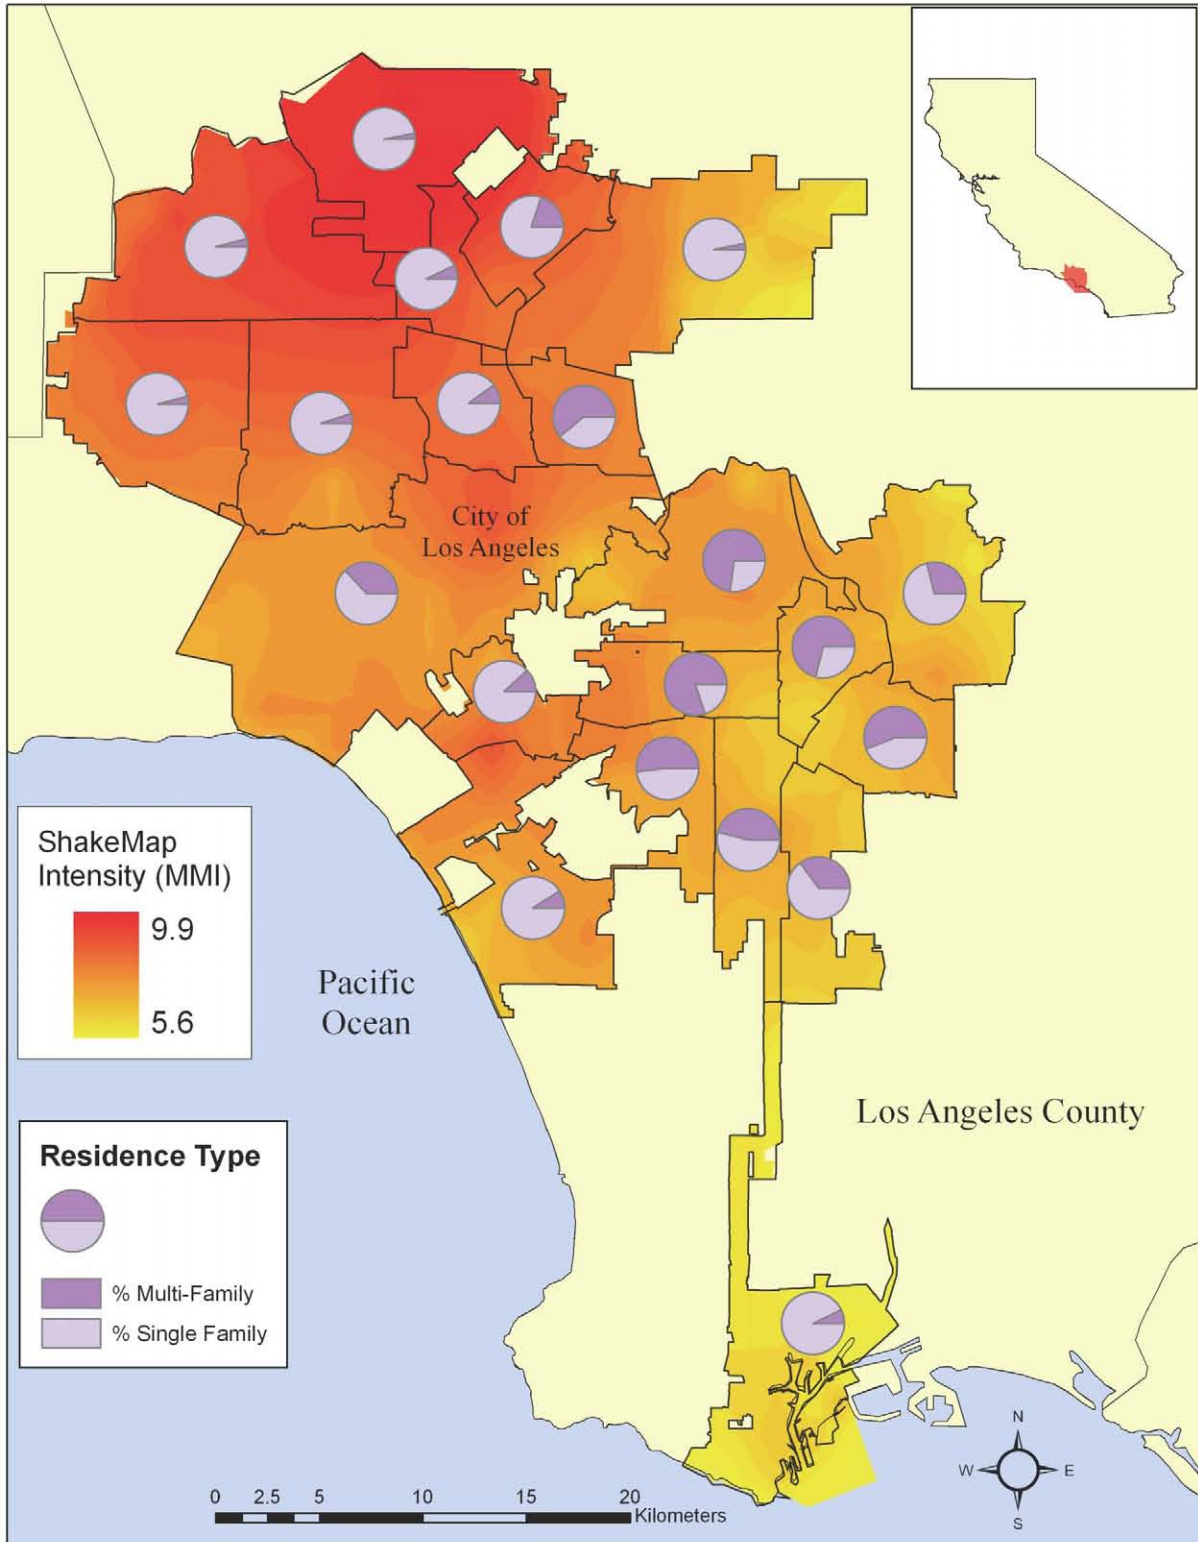 City of
Los Angeles
ShakeMap
Intensity (MMI)
9.9
5.6
Pacific
Ocean
Los Angeles County
Residence Type
% Multi-Family
% Single Family
0 2.5 5 10 15 20
Kilometers
N
W E
S